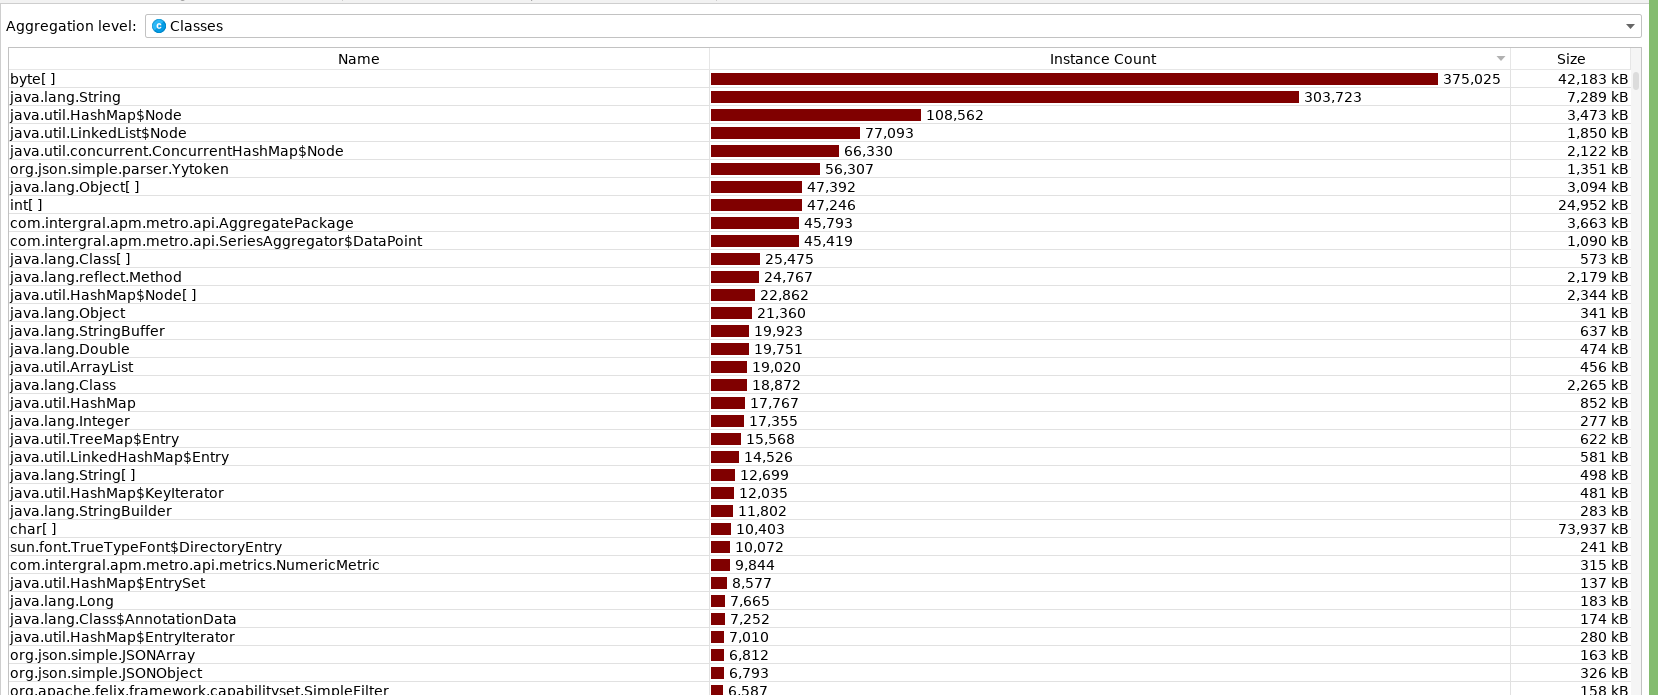 Aggregation level: Classes
Name Instance Count Size
byte[ ] 375,025 42,183 kB
java.lang.String 303,723 7,289 kB
java.util.HashMap$Node 108,562 3,473 kB
java.util.LinkedList$Node 77,093 1,850 kB
java.util.concurrent.ConcurrentHashMap$Node 66,330 2,122 kB
org.json.simple.parser.Yytoken 56,307 1,351 kB
java.lang.Object[ ] 47,392 3,094 kB
int[ ] 47,246 24,952 kB
com.intergral.apm.metro.api.AggregatePackage 45,793 3,663 kB
com.intergral.apm.metro.api.SeriesAggregator$DataPoint 45,419 1,090 kB
java.lang.Class[ ] 25,475 573 kB
java.lang.reflect.Method 24,767 2,179 kB
java.util.HashMap$Node[ ] 22,862 2,344 kB
java.lang.Object 21,360 341 kB
java.lang.StringBuffer 19,923 637 kB
java.lang.Double 19,751 474 kB
java.util.ArrayList 19,020 456 kB
java.lang.Class 18,872 2,265 kB
java.util.HashMap 17,767 852 kB
java.lang.Integer 17,355 277 kB
java.util.TreeMap$Entry 15,568 622 kB
java.util.LinkedHashMap$Entry 14,526 581 kB
java.lang.String[ ] 12,699 498 kB
java.util.HashMap$KeyIterator 12,035 481 kB
java.lang.StringBuilder 11,802 283 kB
char[ ] 10,403 73,937 kB
sun.font.TrueTypeFont$DirectoryEntry 10,072 241 kB
com.intergral.apm.metro.api.metrics.NumericMetric 9,844 315 kB
java.util.HashMap$EntrySet 8,577 137 kB
java.lang.Long 7,665 183 kB
java.lang.Class$AnnotationData 7,252 174 kB
java.util.HashMap$EntryIterator 7,010 280 kB
org.json.simple.JSONArray 6,812 163 kB
org.json.simple.JSONObject 6,793 326 kB
org.apache.felix.framework.capabilityset.SimpleFilter 6,587 158 kB